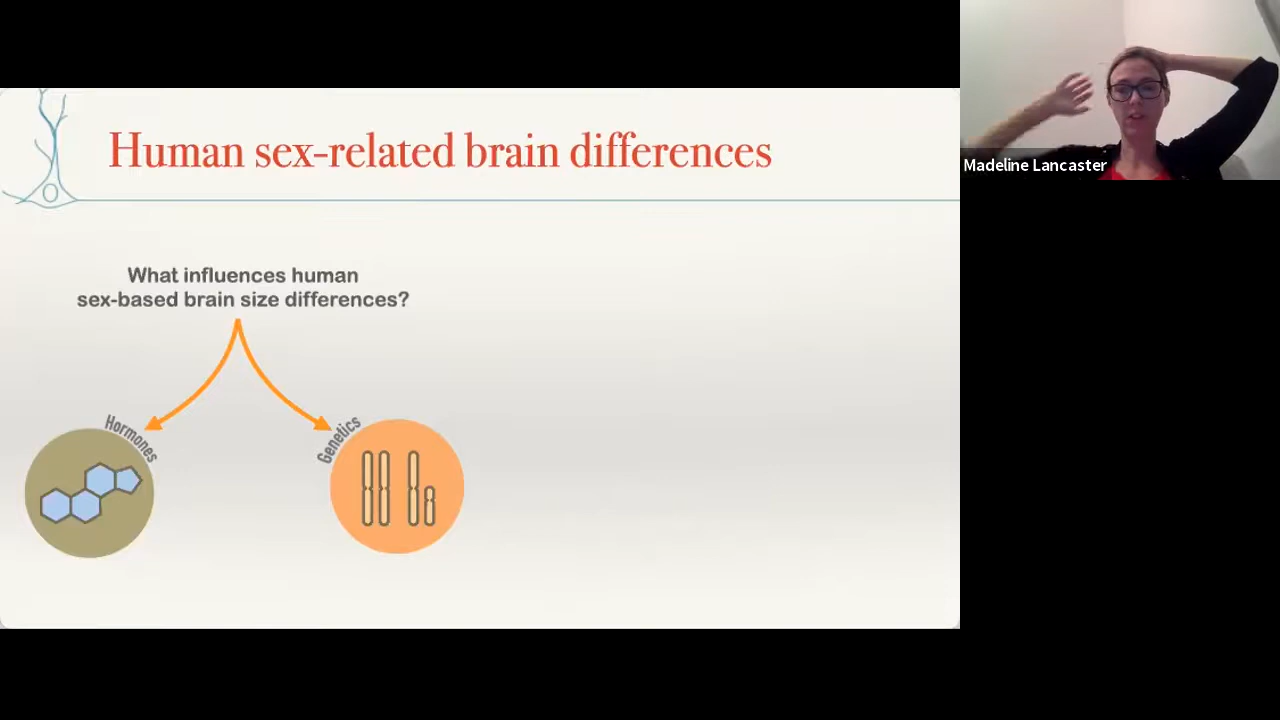 Human sex-related brain differences
Madeline Lancaster
What influences human
sex-based brain size differences?
Hormones
Genetics